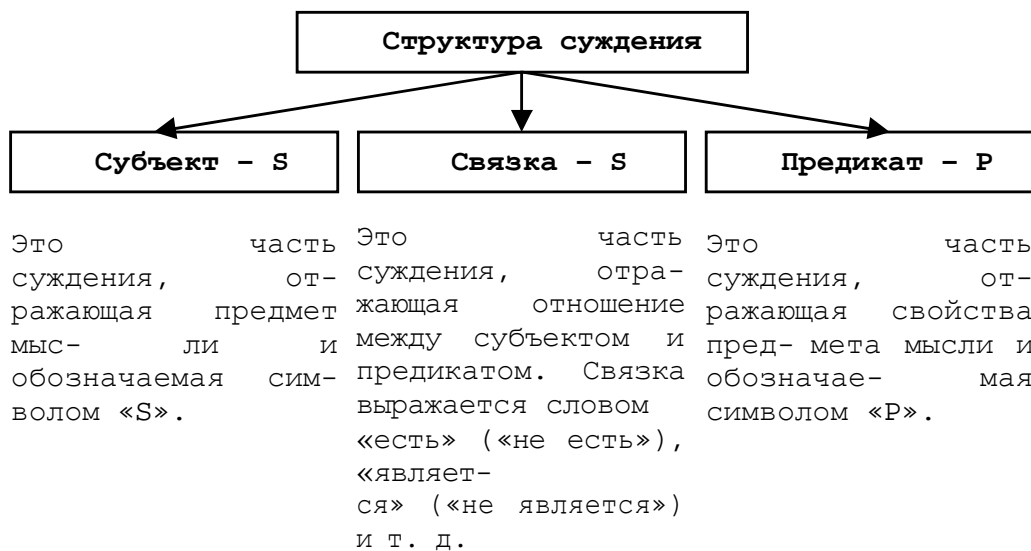 Структура суждения
Субъект – S
Связка – S
Предикат – P
Это часть
суждения, от-
ражающая предмет
мыс- ли и
обозначаемая сим-
волом «S».
Это часть
суждения, отра-
жающая отношение
между субъектом и
предикатом. Связка
выражается словом
«есть» («не есть»),
«являет-
ся» («не является»)
и т. д.
Это часть
суждения, от-
ражающая свойства
пред- мета мысли и
обозначае- мая
символом «P».